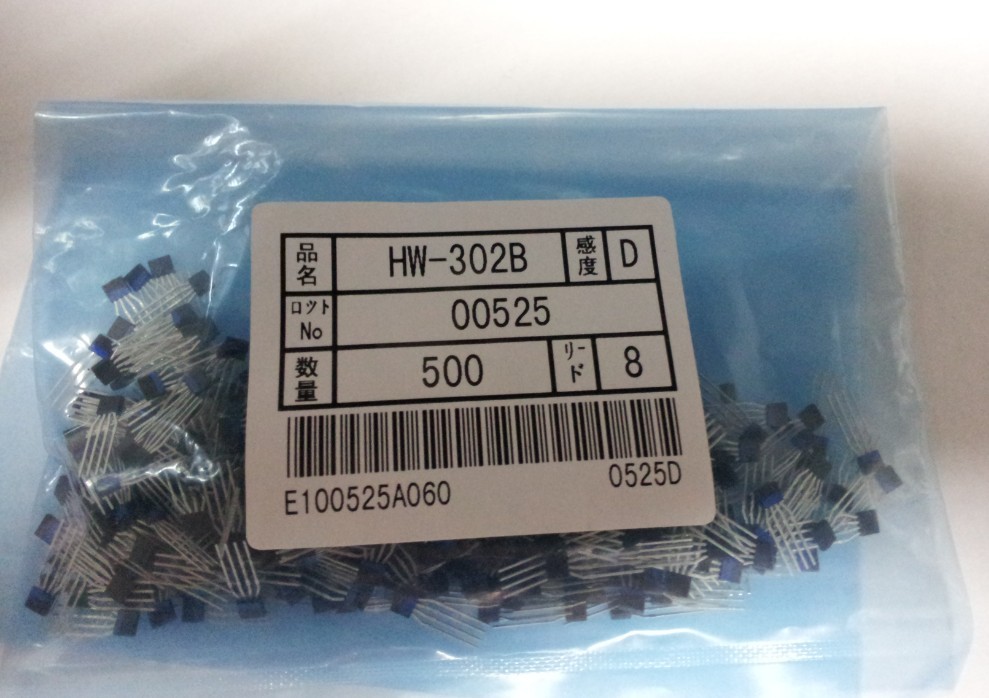 品名 HW-302B 感度 D
ロツト No 00525
数量 500 リード 8
E100525A060 0525D